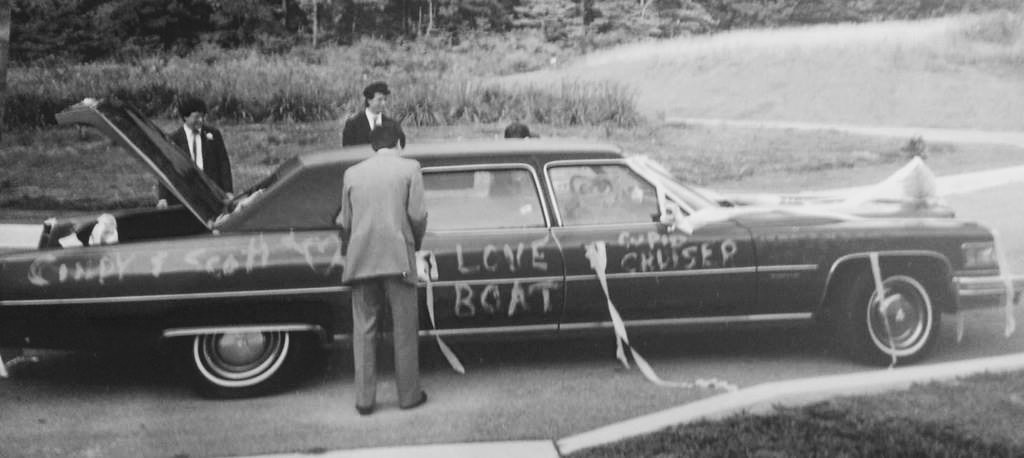 CINDY & SCOTT
LOVE
BOAT
CUPID
CRUISER